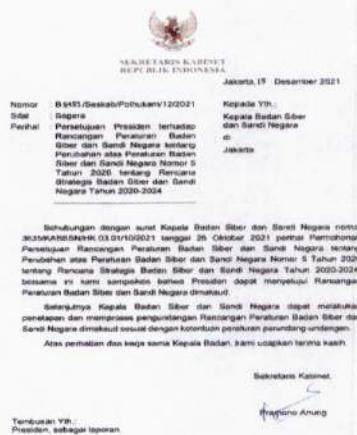 SEKRETARIS KABINET
REPUBLIK INDONESIA
Jakarta, 15 Desember 2021
Nomor : B /Seskab/Polhukam/12/2021
Sifat : Segera
Perihal : Persetujuan Presiden terhadap
Rancangan Peraturan Badan
Siber dan Sandi Negara tentang
Perubahan atas Peraturan Badan
Siber dan Sandi Negara Nomor 5
Tahun 2020 tentang Rencana
Strategis Badan Siber dan Sandi
Negara Tahun 2020-2024
Kepada Yth.:
Kepala Badan Siber
dan Sandi Negara
di
Jakarta
Sehubungan dengan surat Kepala Badan Siber dan Sandi Negara nomo
tanggal 26 Oktober 2021 perihal Permohona
Persetujuan Rancangan Peraturan Badan Siber dan Sandi Negara tentang
Perubahan atas Peraturan Badan Siber dan Sandi Negara Nomor 5 Tahun 2020
tentang Rencana Strategis Badan Siber dan Sandi Negara Tahun 2020-2024
bersama ini kami sampaikan bahwa Presiden dapat menyetujui Rancangan
Peraturan Badan Siber dan Sandi Negara dimaksud.
Selanjutnya Kepala Badan Siber dan Sandi Negara dapat melakukan
penetapan dan memproses pengundangan Rancangan Peraturan Badan Siber dan
Sandi Negara dimaksud sesuai dengan ketentuan peraturan perundang-undangan.
Atas perhatian dan kerja sama Kepala Badan, kami ucapkan terima kasih.
Sekretaris Kabinet,
Pramono Anung
Tembusan Yth.:
Presiden, sebagai laporan.